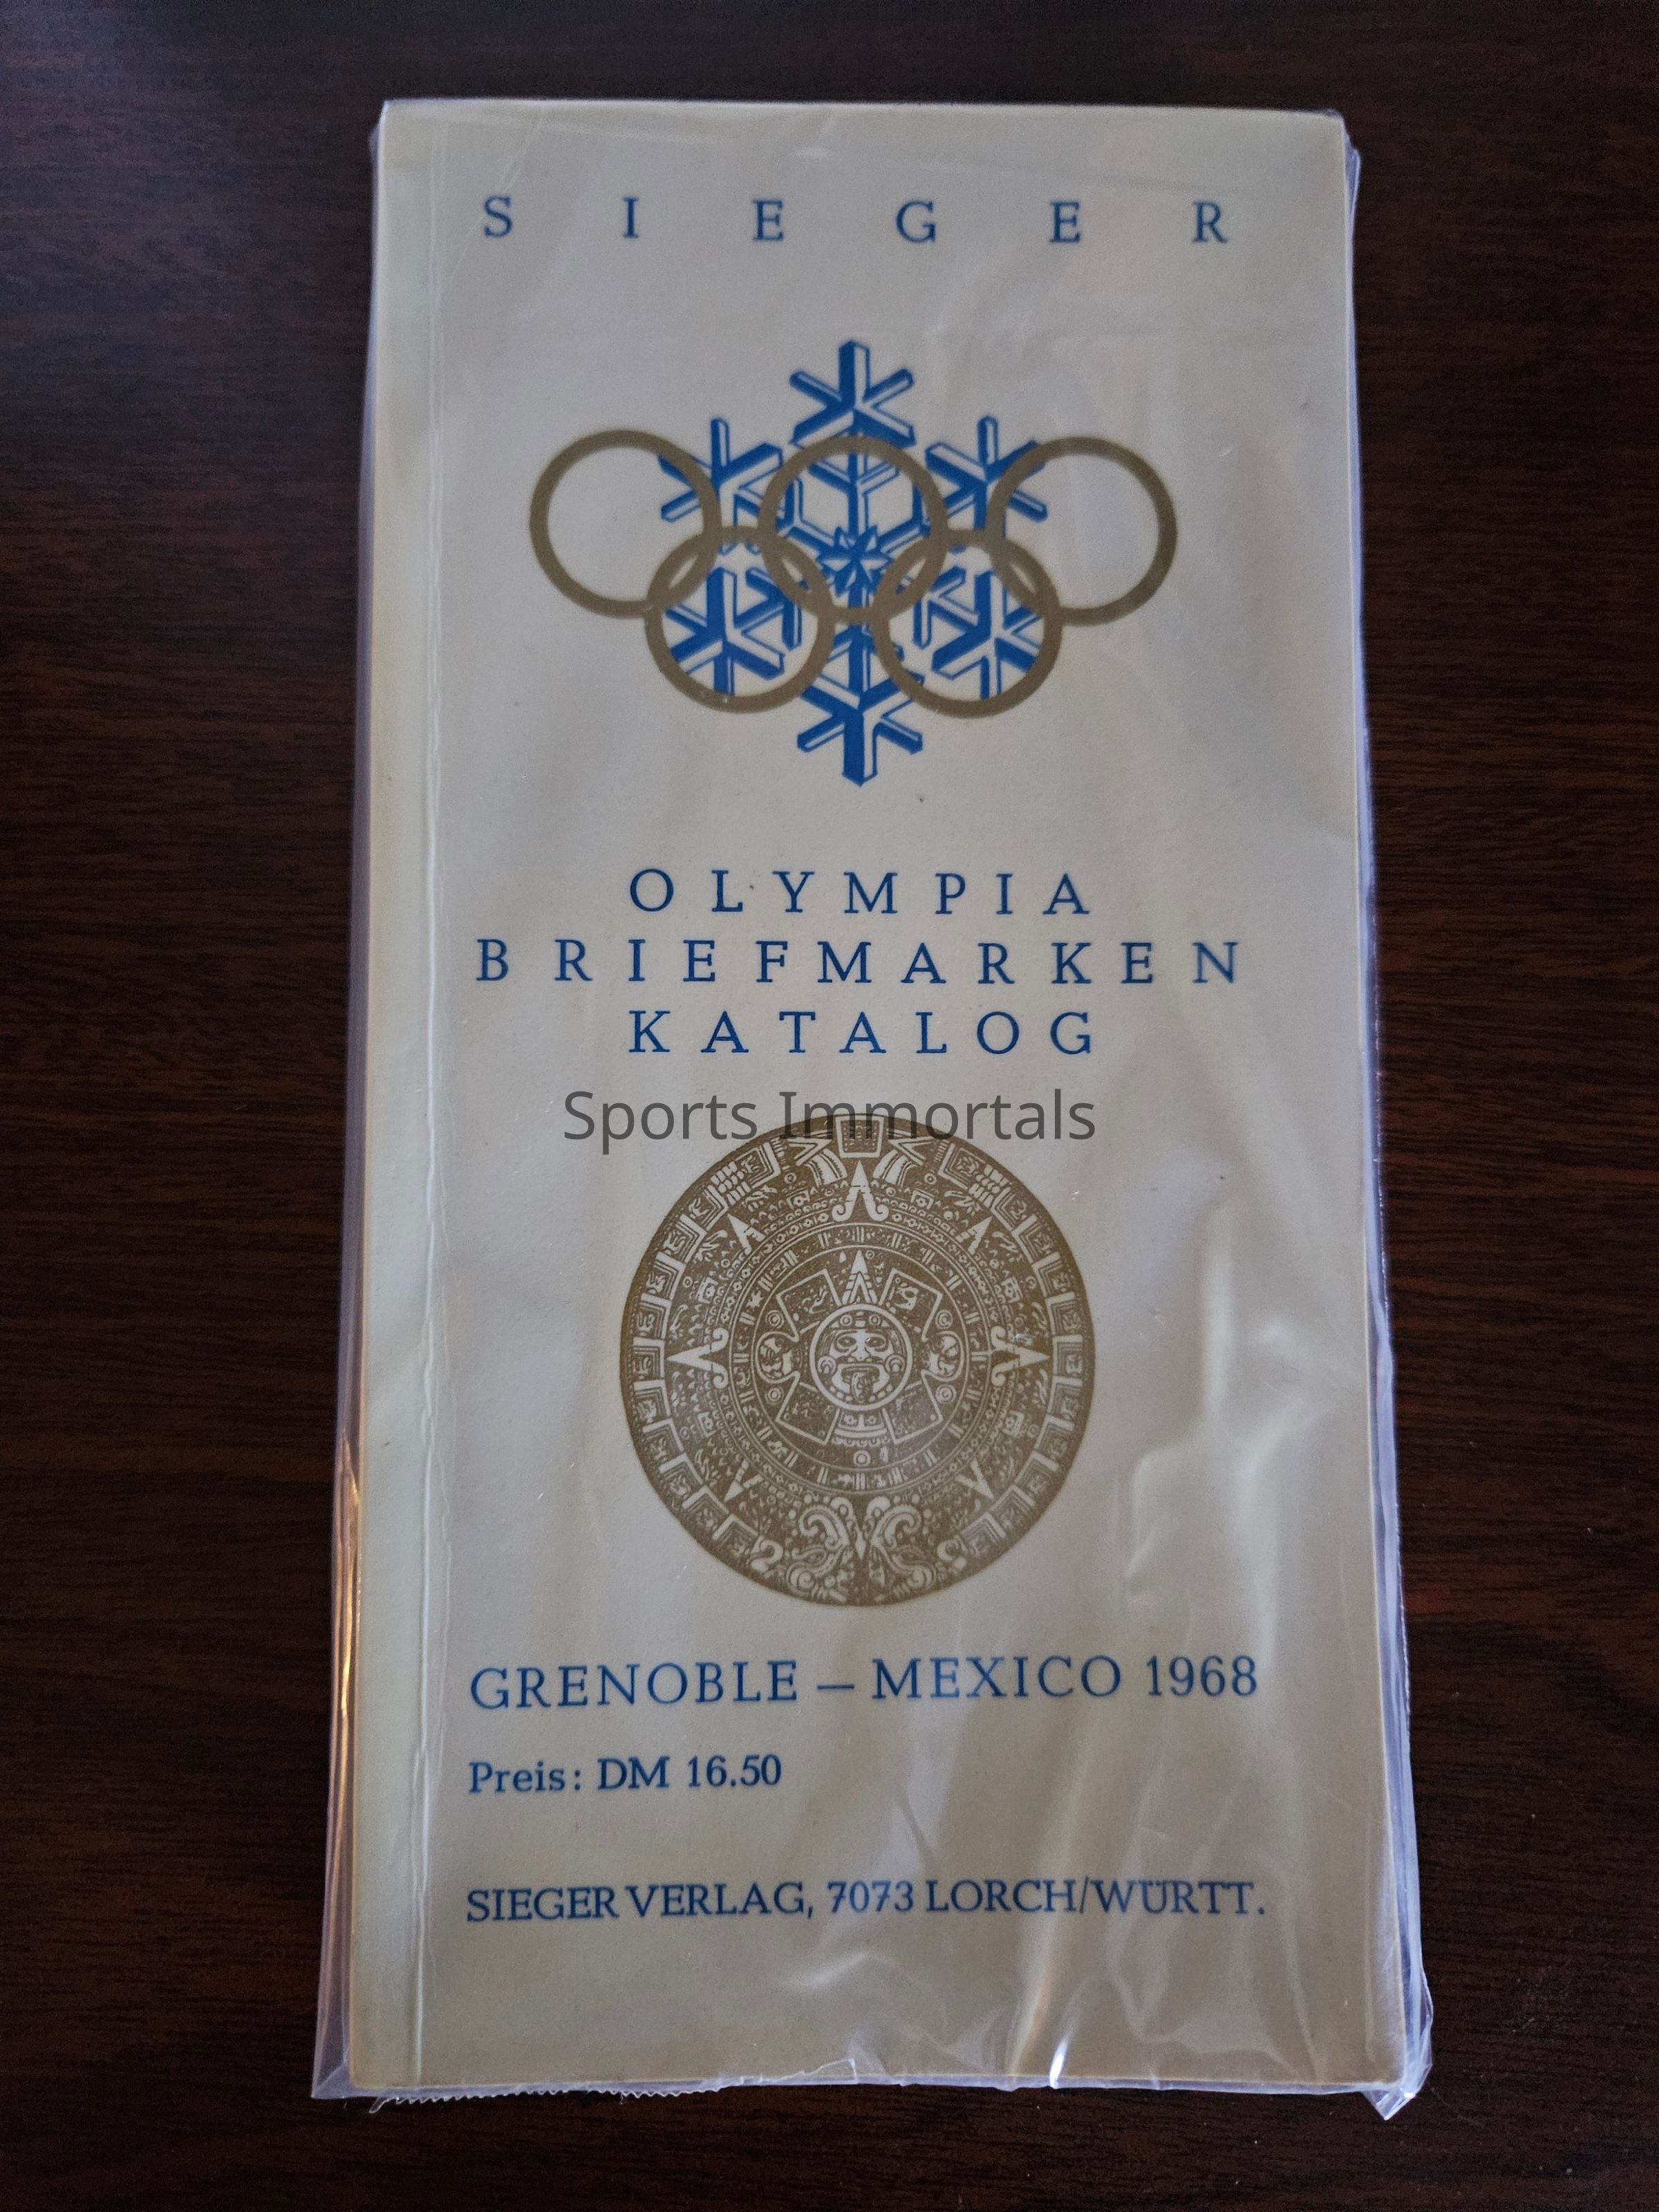 SIEGER
OLYMPIA
BRIEFMARKEN
KATALOG
Sports Immortals
GRENOBLE — MEXICO 1968
Preis: DM 16.50
SIEGER VERLAG, 7073 LORCH/WÜRTT.